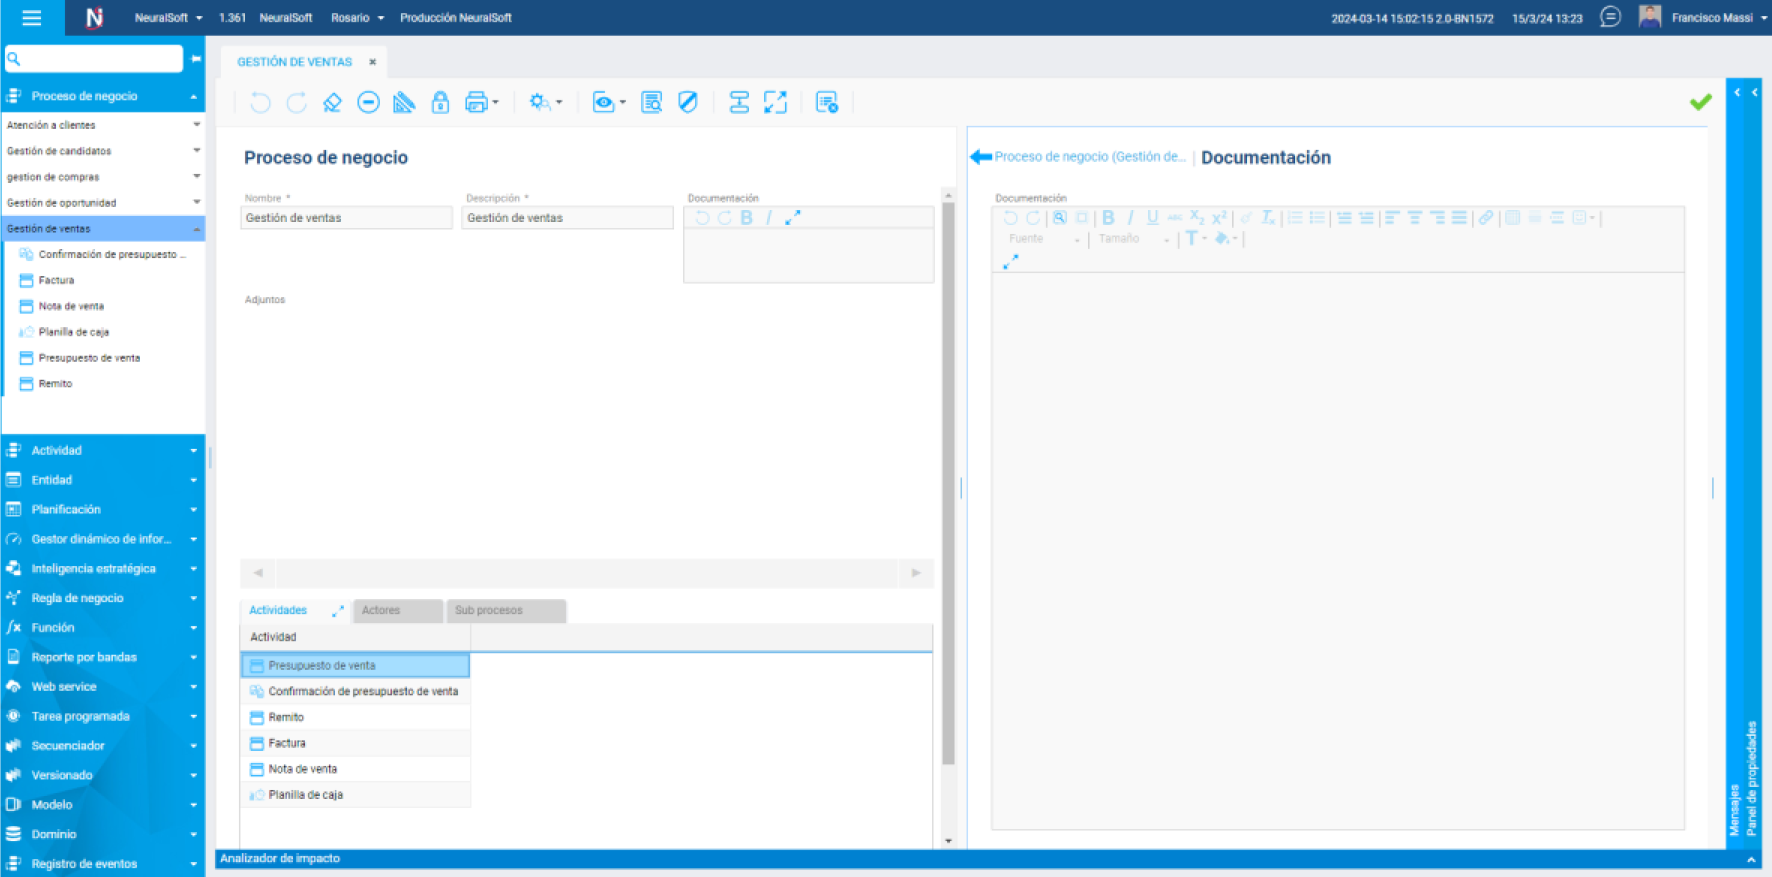 NeuralSoft 1.361 NeuralSoft Rosario Producción NeuralSoft 2024-03-14 15:02:15 2.0-BN1572 15/3/24 13:23 Francisco Massi
GESTIÓN DE VENTAS
Proceso de negocio
Atención a clientes
Gestión de candidatos
gestion de compras
Gestión de oportunidad
Gestión de ventas
Confirmación de presupuesto ...
Factura
Nota de venta
Planilla de caja
Presupuesto de venta
Remito
Actividad
Entidad
Planificación
Gestor dinámico de infor...
Inteligencia estratégica
Regla de negocio
Función
Reporte por bandas
Web service
Tarea programada
Secuenciador
Versionado
Modelo
Dominio
Registro de eventos
Proceso de negocio
Nombre *
Gestión de ventas
Descripción *
Gestión de ventas
Documentación
Adjuntos
Actividades Actores Sub procesos
Actividad
Presupuesto de venta
Confirmación de presupuesto de venta
Remito
Factura
Nota de venta
Planilla de caja
Proceso de negocio (Gestión de... Documentación
Documentación
Fuente Tamaño
Mensajes
Panel de propiedades
Analizador de impacto